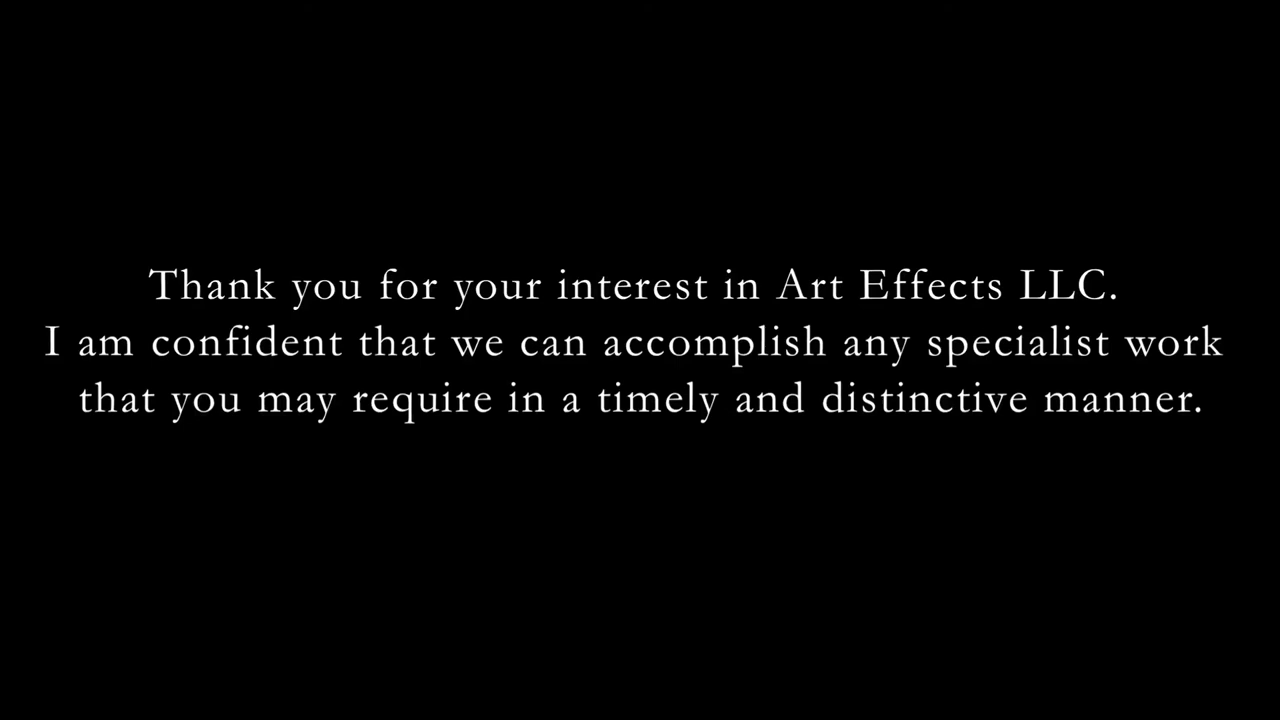 Thank you for your interest in Art Effects LLC.
I am confident that we can accomplish any specialist work
that you may require in a timely and distinctive manner.